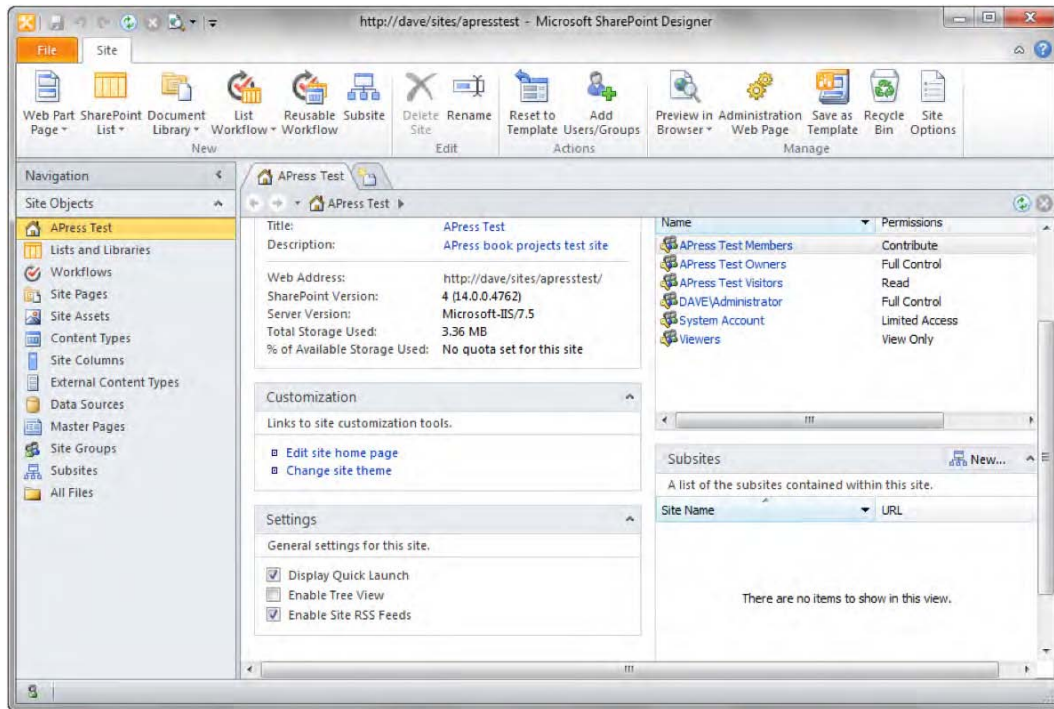 http://dave/sites/apresstest - Microsoft SharePoint Designer
File
Site
Web Part Page
SharePoint List
Document Library
List Workflow
Reusable Workflow
Subsite
New
Delete Site
Rename
Edit
Reset to Template
Add Users/Groups
Actions
Preview in Browser
Administration Web Page
Save as Template
Recycle Bin
Site Options
Manage
Navigation
Site Objects
APress Test
Lists and Libraries
Workflows
Site Pages
Site Assets
Content Types
Site Columns
External Content Types
Data Sources
Master Pages
Site Groups
Subsites
All Files
APress Test
APress Test
Title: APress Test
Description: APress book projects test site
Web Address: http://dave/sites/apresstest/
SharePoint Version: 4 (14.0.0.4762)
Server Version: Microsoft-IIS/7.5
Total Storage Used: 3.36 MB
% of Available Storage Used: No quota set for this site
Customization
Links to site customization tools.
Edit site home page
Change site theme
Settings
General settings for this site.
Display Quick Launch
Enable Tree View
Enable Site RSS Feeds
Name Permissions
APress Test Members Contribute
APress Test Owners Full Control
APress Test Visitors Read
DAVE\Administrator Full Control
System Account Limited Access
Viewers View Only
Subsites New...
A list of the subsites contained within this site.
Site Name URL
There are no items to show in this view.